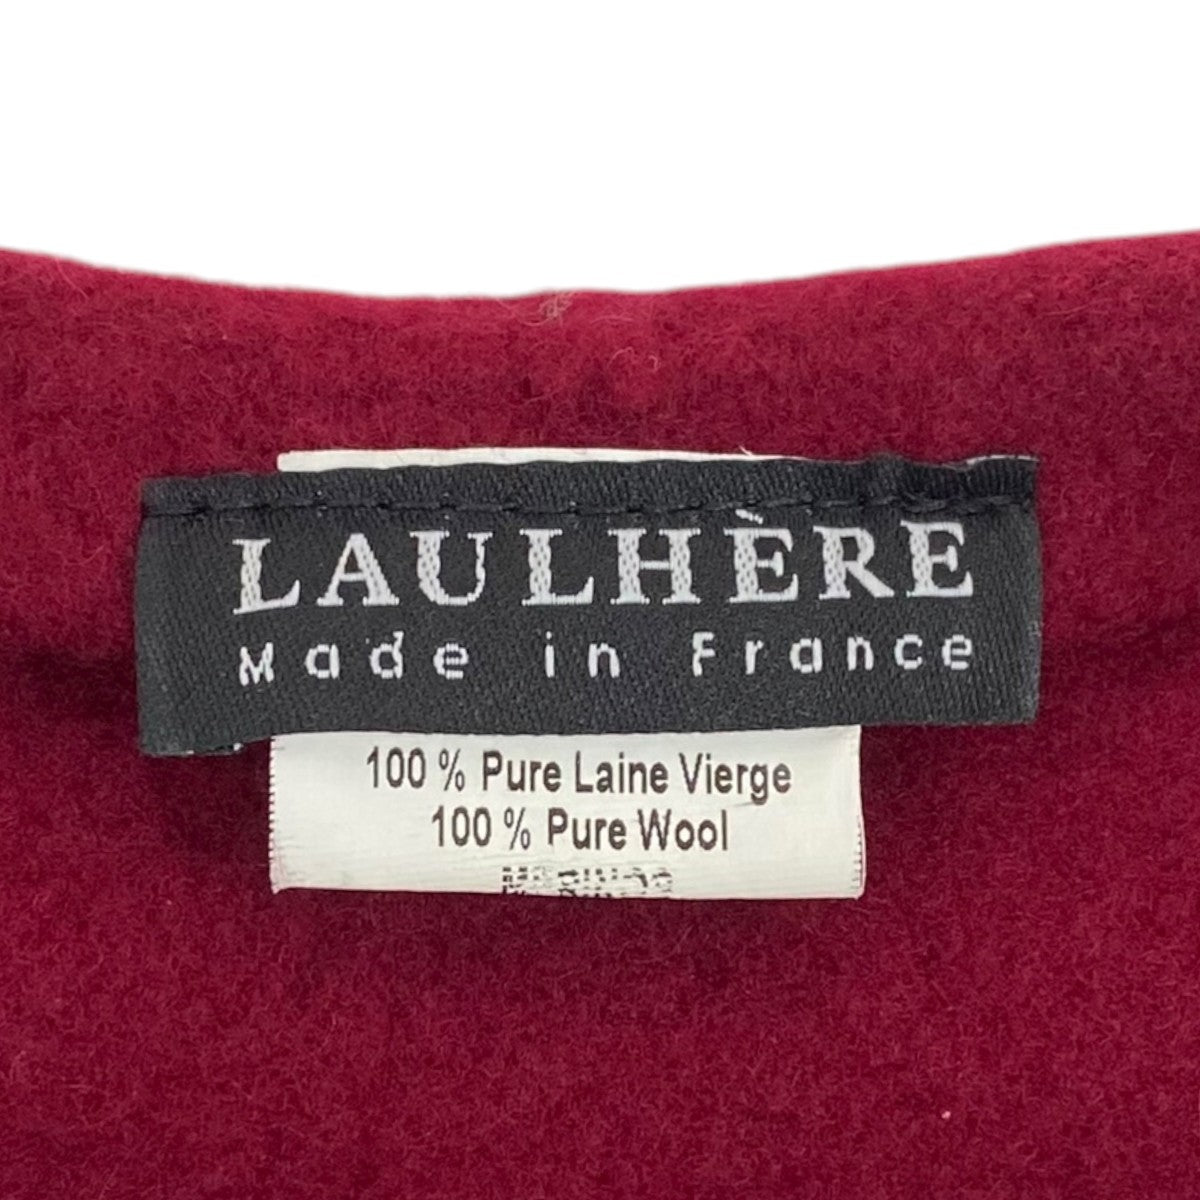 LAULHÈRE
Made in France
100 % Pure Laine Vierge
100 % Pure Wool